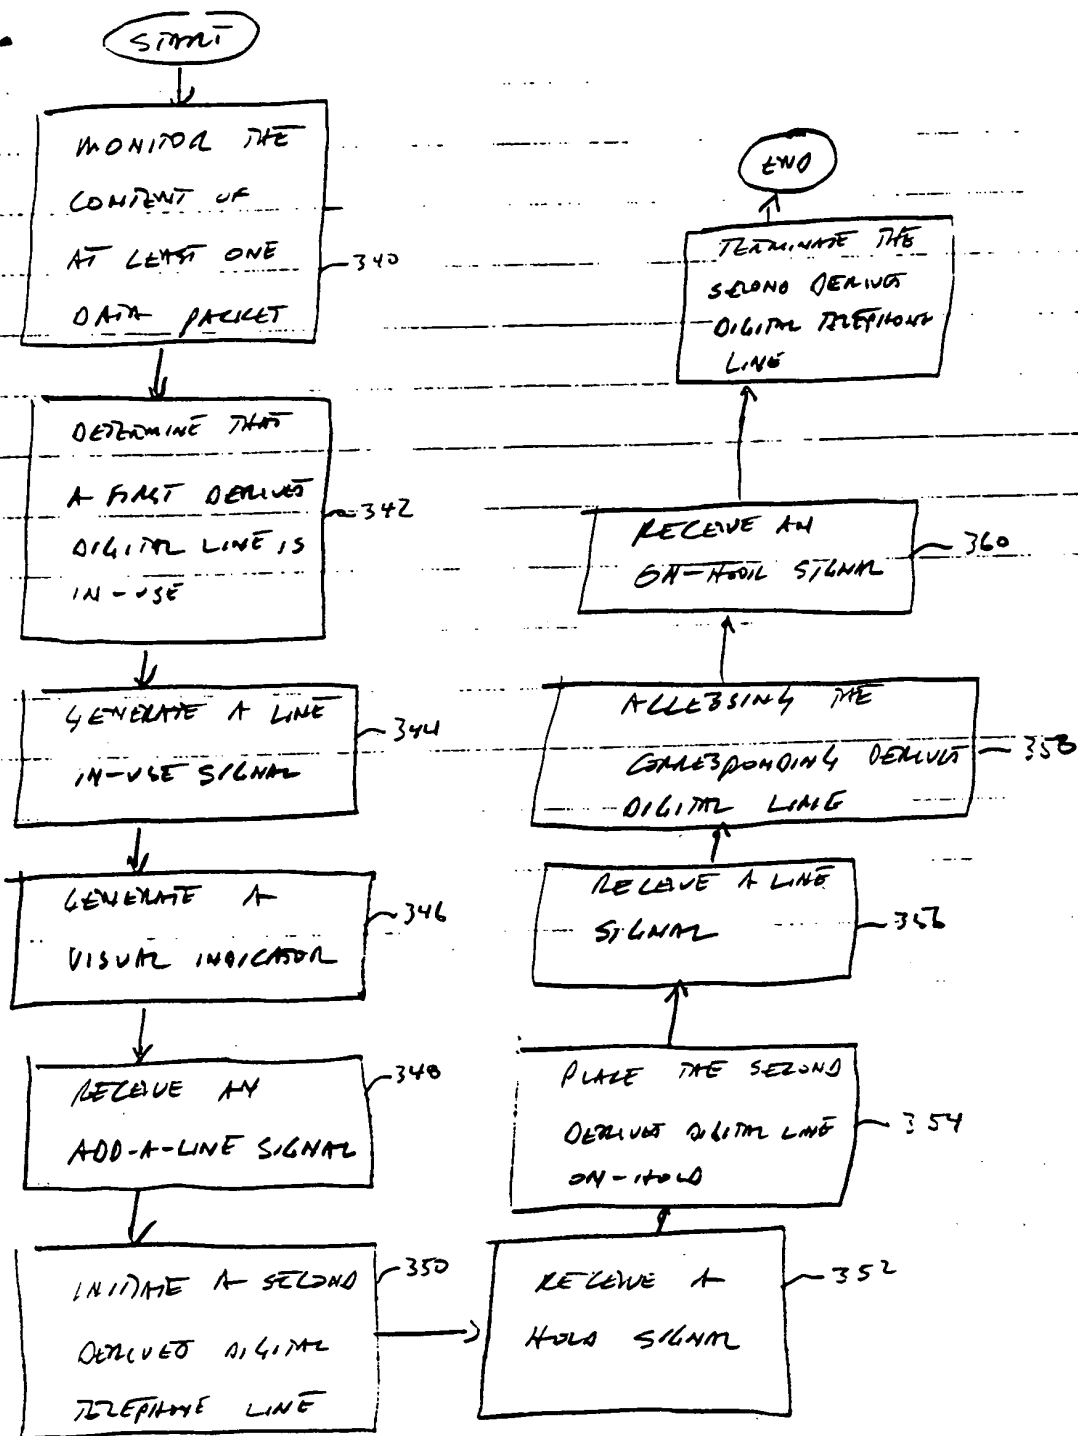 START
MONITOR THE
CONTENT OF
AT LEAST ONE
DATA PACKET
340
DETERMINE THAT
A FIRST DERIVED
DIGITAL LINE IS
IN-USE
342
GENERATE A LINE
IN-USE SIGNAL
344
GENERATE A
VISUAL INDICATOR
346
RECEIVE AN
ADD-A-LINE SIGNAL
348
INITIATE A SECOND
DERIVED DIGITAL
TELEPHONE LINE
350
RECEIVE A
HOLD SIGNAL
352
PLACE THE SECOND
DERIVED DIGITAL LINE
ON-HOLD
354
RECEIVE A LINE
SIGNAL
356
ACCESSING THE
CORRESPONDING DERIVED
DIGITAL LINE
358
RECEIVE AN
ON-HOOK SIGNAL
360
TERMINATE THE
SECOND DERIVED
DIGITAL TELEPHONE
LINE
END